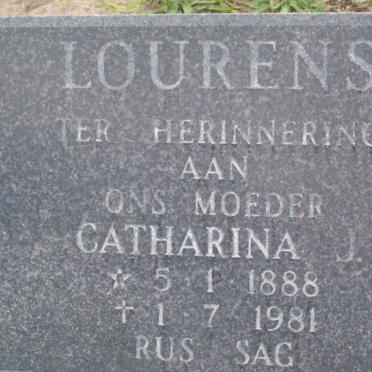 LOURENS
TER HERINNERING
AAN
ONS MOEDER
CATHARINA J.
☆ 5 1 1888
† 1 7 1981
RUS SAG